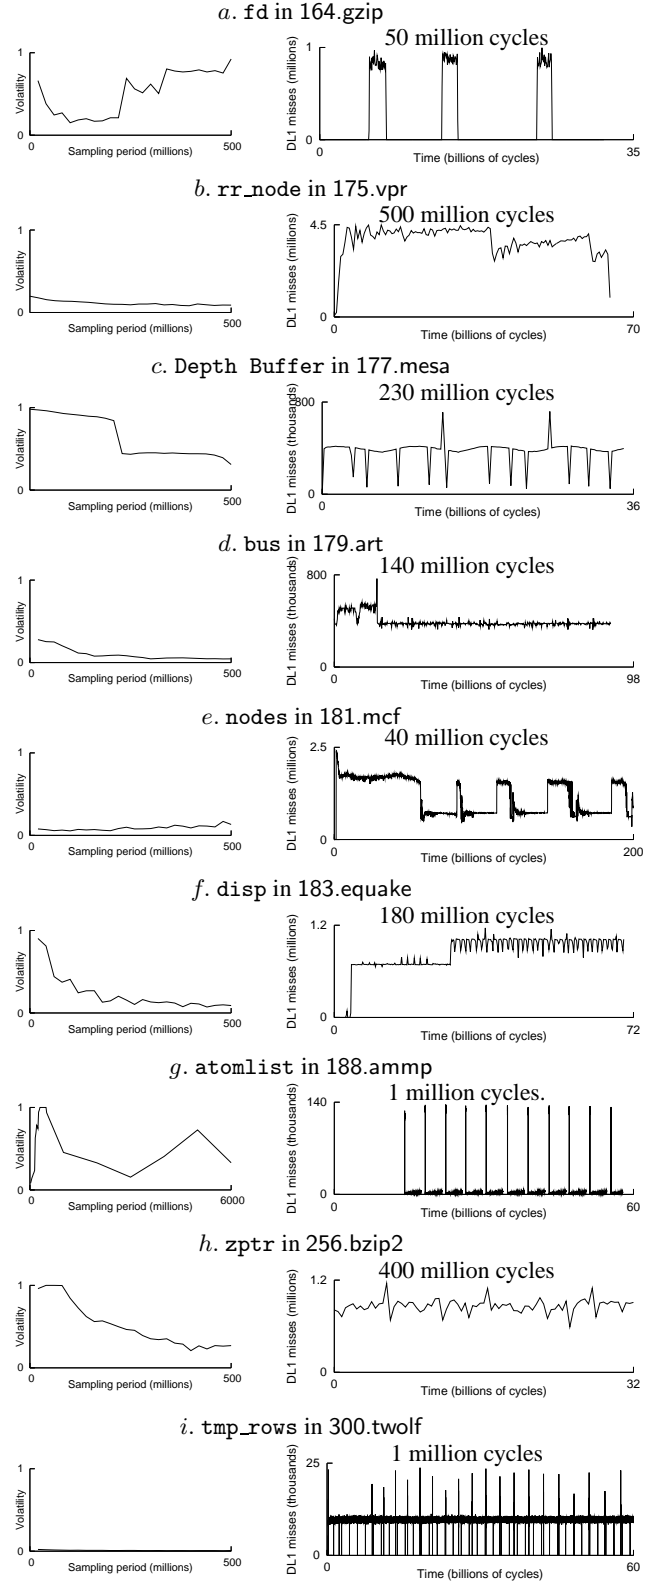 a. fd in 164.gzip
50 million cycles
1
Volatility
0
0
Sampling period (millions)
500
1
DL1 misses (millions)
0
0
Time (billions of cycles)
35
b. rr_node in 175.vpr
500 million cycles
1
Volatility
0
0
Sampling period (millions)
500
4.5
DL1 misses (millions)
0
0
Time (billions of cycles)
70
c. Depth Buffer in 177.mesa
230 million cycles
1
Volatility
0
0
Sampling period (millions)
500
800
DL1 misses (thousands)
0
0
Time (billions of cycles)
36
d. bus in 179.art
140 million cycles
1
Volatility
0
0
Sampling period (millions)
500
800
DL1 misses (thousands)
0
0
Time (billions of cycles)
98
e. nodes in 181.mcf
40 million cycles
1
Volatility
0
0
Sampling period (millions)
500
2.5
DL1 misses (millions)
0
0
Time (billions of cycles)
200
f. disp in 183.equake
180 million cycles
1
Volatility
0
0
Sampling period (millions)
500
1.2
DL1 misses (millions)
0
0
Time (billions of cycles)
72
g. atomlist in 188.ammp
1 million cycles.
1
Volatility
0
0
Sampling period (millions)
6000
140
DL1 misses (thousands)
0
0
Time (billions of cycles)
60
h. zptr in 256.bzip2
400 million cycles
1
Volatility
0
0
Sampling period (millions)
500
1.2
DL1 misses (millions)
0
0
Time (billions of cycles)
32
i. tmp_rows in 300.twolf
1 million cycles
1
Volatility
0
0
Sampling period (millions)
500
25
DL1 misses (thousands)
0
0
Time (billions of cycles)
60